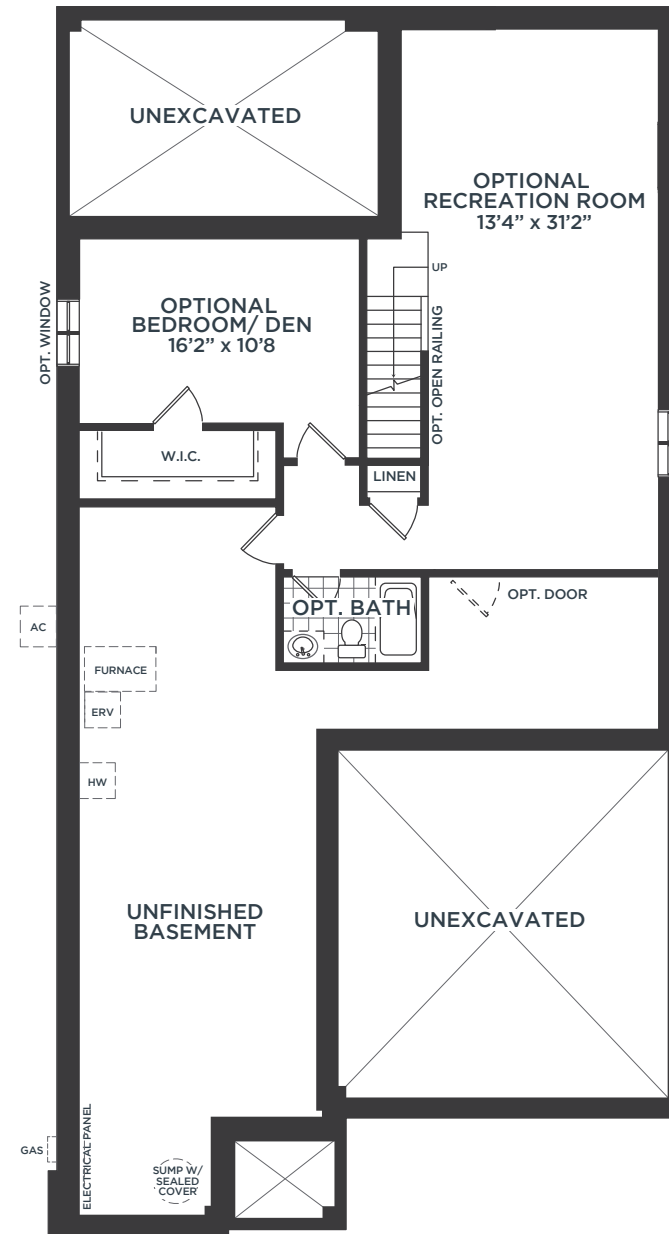 UNEXCAVATED
OPTIONAL
RECREATION ROOM
13'4” x 31'2”
UP
OPT. WINDOW
OPTIONAL
BEDROOM/ DEN
16'2” x 10'8
OPT. OPEN RAILING
W.I.C.
LINEN
OPT. BATH
OPT. DOOR
AC
FURNACE
ERV
HW
UNFINISHED
BASEMENT
UNEXCAVATED
ELECTRICAL PANEL
GAS
SUMP W/
SEALED
COVER